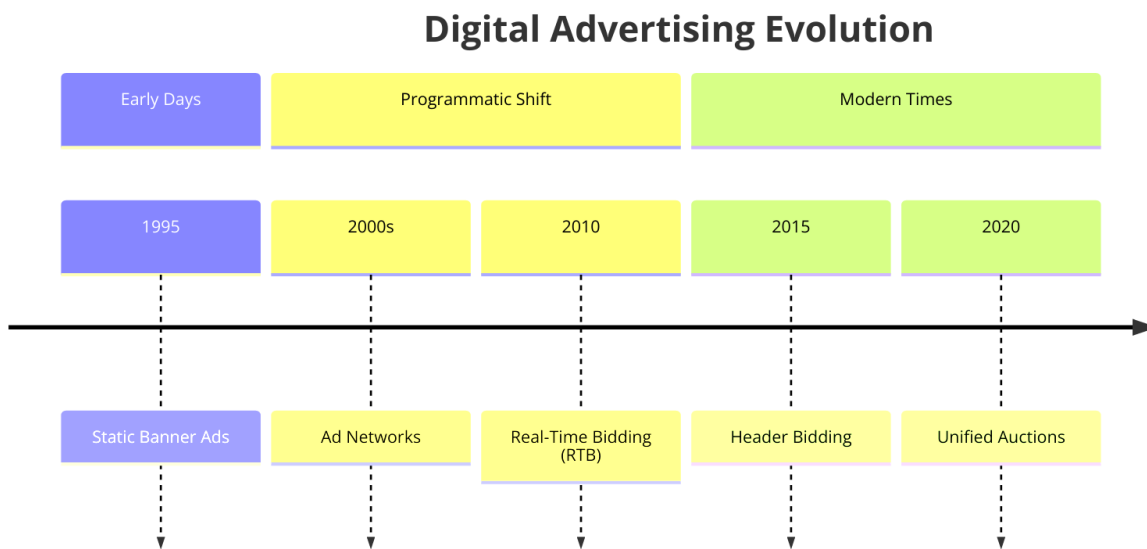 Digital Advertising Evolution
Early Days
Programmatic Shift
Modern Times
1995
2000s
2010
2015
2020
Static Banner Ads
Ad Networks
Real-Time Bidding
(RTB)
Header Bidding
Unified Auctions